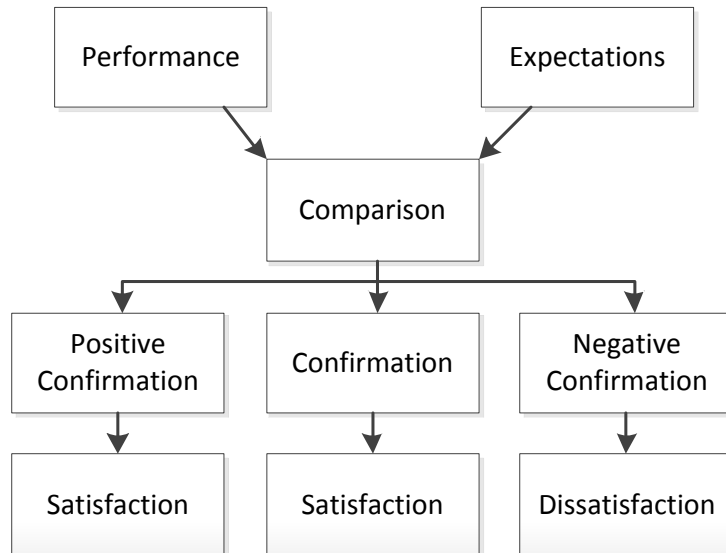 Performance
Expectations
Comparison
Positive
Confirmation
Confirmation
Negative
Confirmation
Satisfaction
Satisfaction
Dissatisfaction